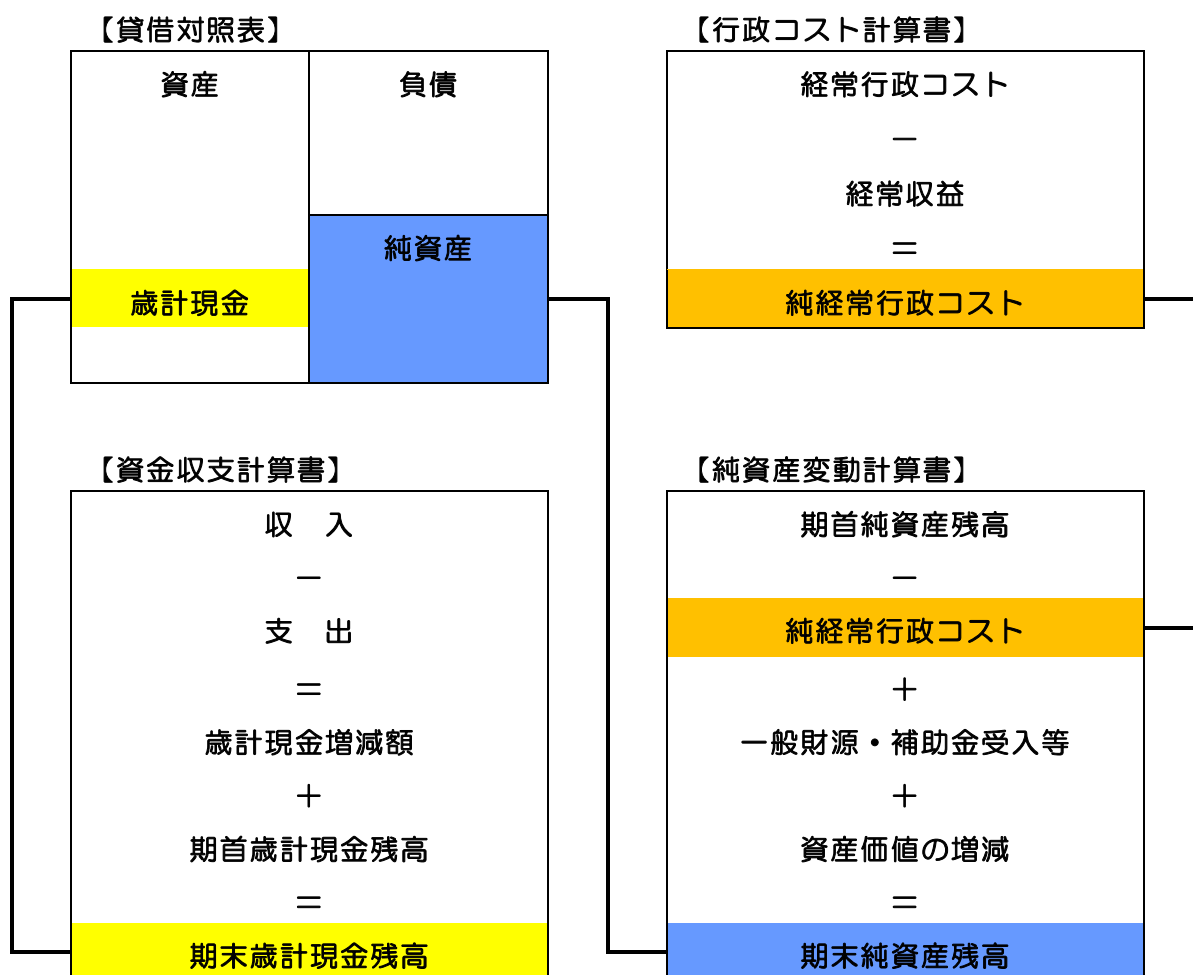 【貸借対照表】
資産
負債
純資産
歳計現金
【行政コスト計算書】
経常行政コスト
－
経常収益
＝
純経常行政コスト
【資金収支計算書】
収　入
－
支　出
＝
歳計現金増減額
＋
期首歳計現金残高
＝
期末歳計現金残高
【純資産変動計算書】
期首純資産残高
－
純経常行政コスト
＋
一般財源・補助金受入等
＋
資産価値の増減
＝
期末純資産残高